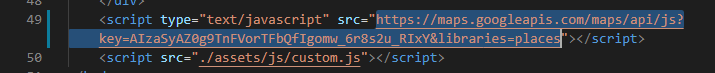 48 </div>
49 <script type="text/javascript" src="https://maps.googleapis.com/maps/api/js?
key=AIzaSyAZ0g9TnFVorTFbQfIgomw_6r8s2u_RIxY&libraries=places"></script>
50 <script src="./assets/js/custom.js"></script>